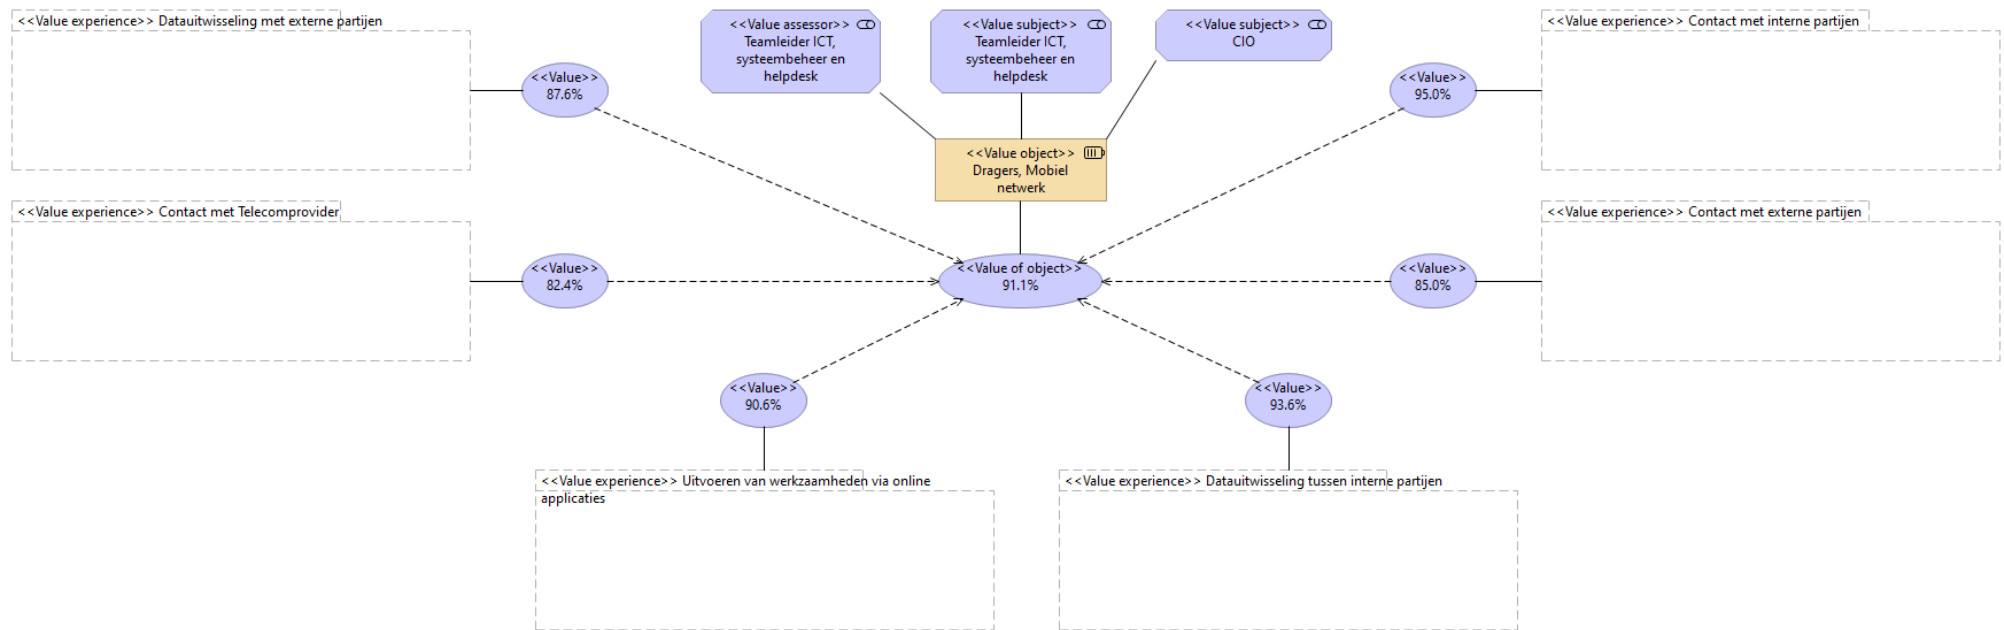 <<Value experience>> Datauitwisseling met externe partijen
<<Value assessor>>
Teamleider ICT,
systeembeheer en
helpdesk
<<Value subject>>
Teamleider ICT,
systeembeheer en
helpdesk
<<Value subject>>
CIO
<<Value experience>> Contact met interne partijen
<<Value>>
87.6%
<<Value>>
95.0%
<<Value object>>
Dragers, Mobiel
netwerk
<<Value experience>> Contact met Telecomprovider
<<Value experience>> Contact met externe partijen
<<Value>>
82.4%
<<Value of object>>
91.1%
<<Value>>
85.0%
<<Value>>
90.6%
<<Value>>
93.6%
<<Value experience>> Uitvoeren van werkzaamheden via online
applicaties
<<Value experience>> Datauitwisseling tussen interne partijen